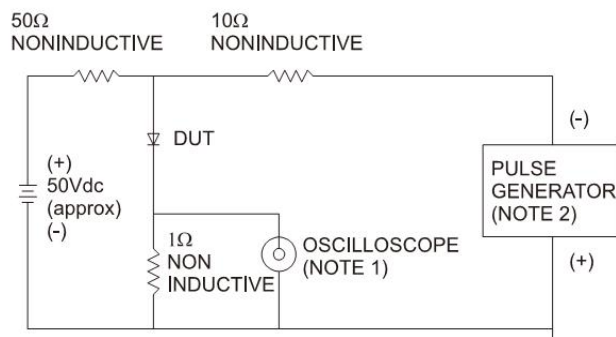 50Ω
NONINDUCTIVE
10Ω
NONINDUCTIVE
DUT
(+)
50Vdc
(approx)
(-)
1Ω
NON
INDUCTIVE
OSCILLOSCOPE
(NOTE 1)
(-)
PULSE
GENERATOR
(NOTE 2)
(+)